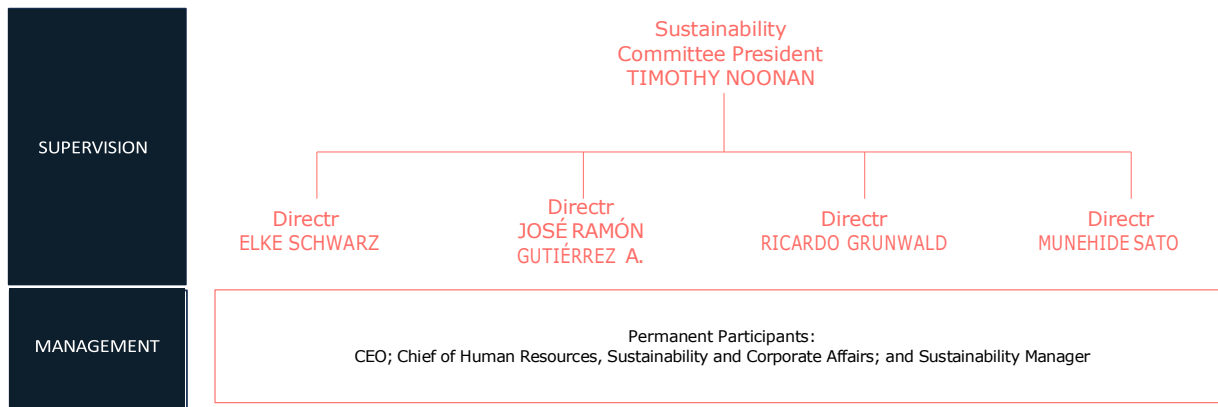 Sustainability
Committee President
TIMOTHY NOONAN
SUPERVISION
Directr
ELKE SCHWARZ
Directr
JOSÉ RAMÓN
GUTIÉRREZ A.
Directr
RICARDO GRUNWALD
Directr
MUNEHIDE SATO
MANAGEMENT
Permanent Participants:
CEO; Chief of Human Resources, Sustainability and Corporate Affairs; and Sustainability Manager